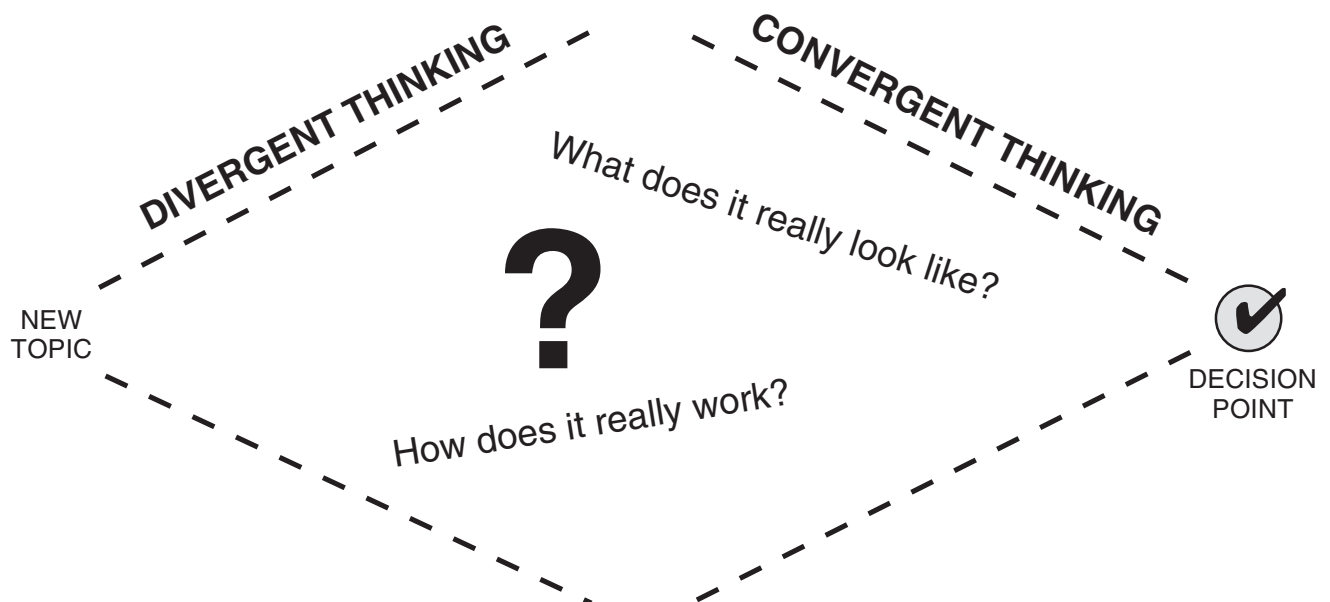 DIVERGENT THINKING
CONVERGENT THINKING
What does it really look like?
?
NEW
TOPIC
How does it really work?
DECISION
POINT